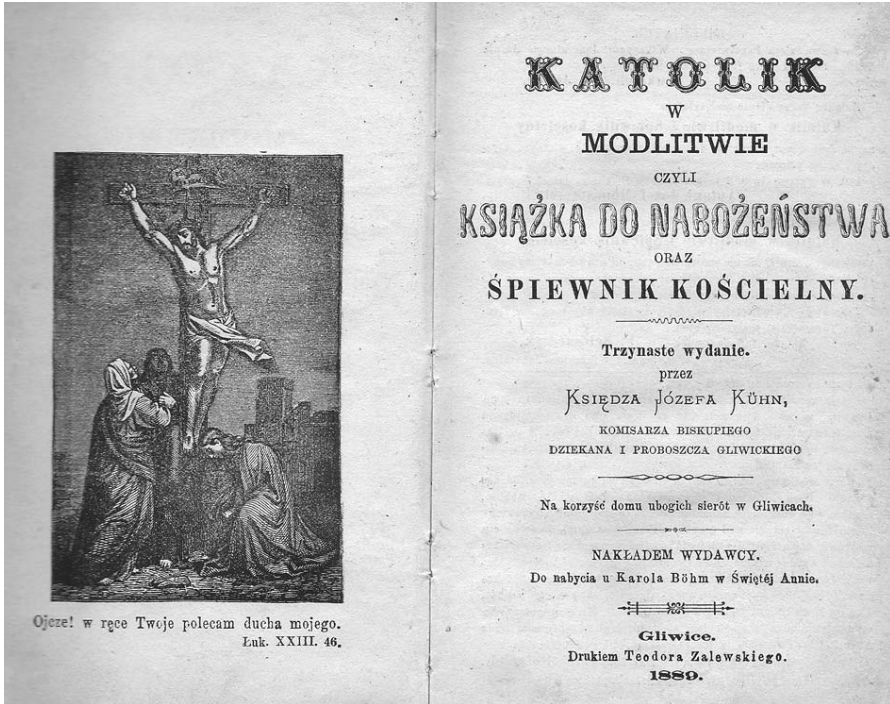 Ojcze! w ręce Twoje polecam ducha mojego.
Łuk. XXIII. 46.
KATOLIK
W
MODLITWIE
CZYLI
KSIĄŻKA DO NABOŻEŃSTWA
ORAZ
ŚPIEWNIK KOŚCIELNY.
Trzynaste wydanie.
przez
KSIĘDZA JÓZEFA KÜHN,
KOMISARZA BISKUPIEGO
DZIEKANA I PROBOSZCZA GLIWICKIEGO
Na korzyść domu ubogich sierót w Gliwicach.
NAKŁADEM WYDAWCY.
Do nabycia u Karola Böhm w Świętéj Annie.
Gliwice.
Drukiem Teodora Zalewskiego.
1889.